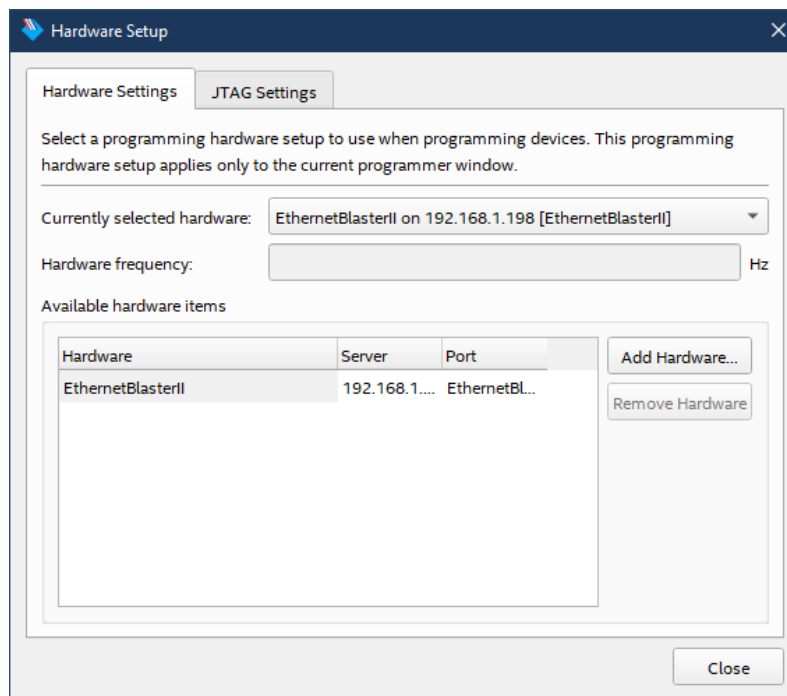 Hardware Setup
Hardware Settings
JTAG Settings
Select a programming hardware setup to use when programming devices. This programming
hardware setup applies only to the current programmer window.
Currently selected hardware: EthernetBlasterII on 192.168.1.198 [EthernetBlasterII]
Hardware frequency: Hz
Available hardware items
Hardware Server Port
EthernetBlasterII 192.168.1.... EthernetBl...
Add Hardware...
Remove Hardware
Close